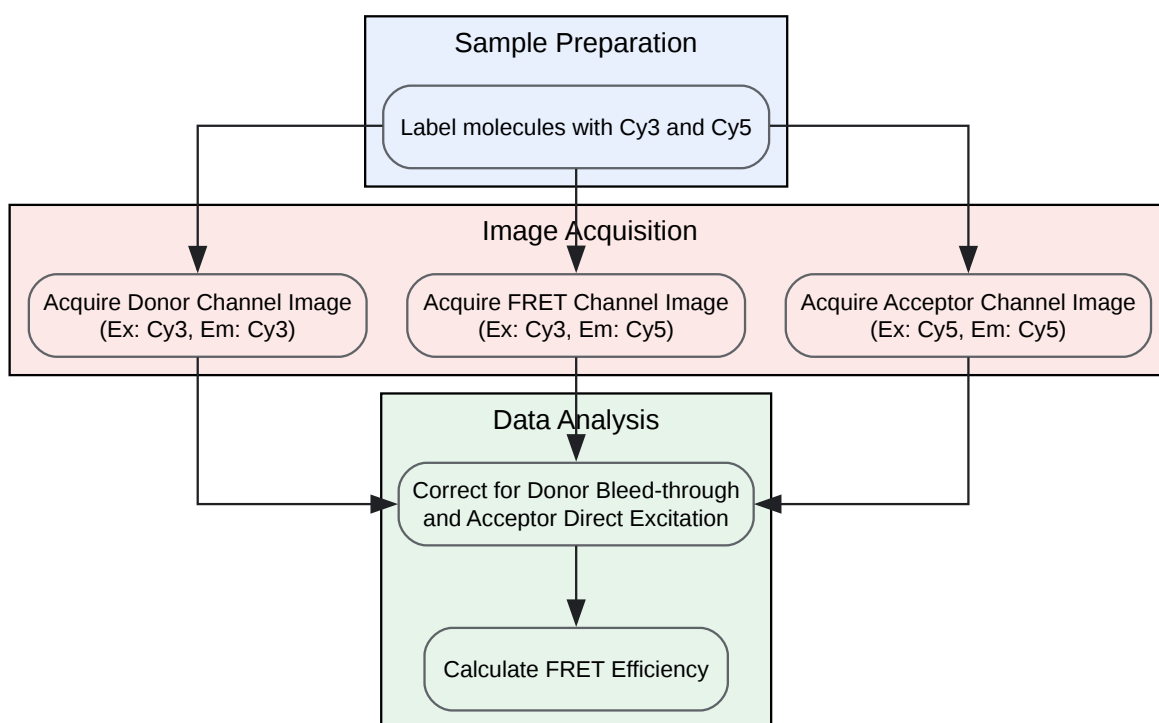 Sample Preparation
Label molecules with Cy3 and Cy5
Image Acquisition
Acquire Donor Channel Image
(Ex: Cy3, Em: Cy3)
Acquire FRET Channel Image
(Ex: Cy3, Em: Cy5)
Acquire Acceptor Channel Image
(Ex: Cy5, Em: Cy5)
Data Analysis
Correct for Donor Bleed-through
and Acceptor Direct Excitation
Calculate FRET Efficiency